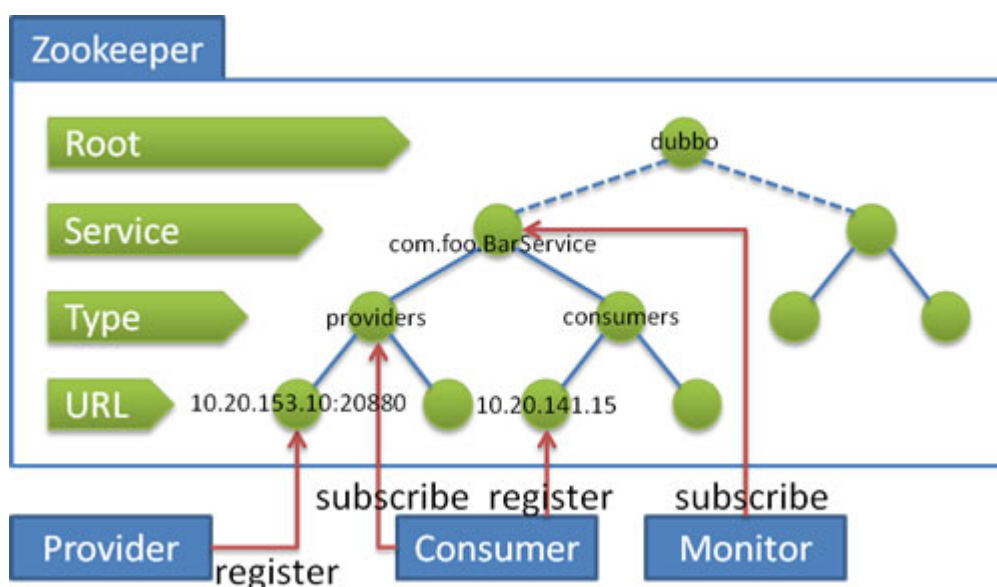 Zookeeper
Root
dubbo
Service
com.foo.BarService
Type
providers
consumers
URL
10.20.153.10:20880
10.20.141.15
subscribe
register
subscribe
Provider
register
Consumer
Monitor